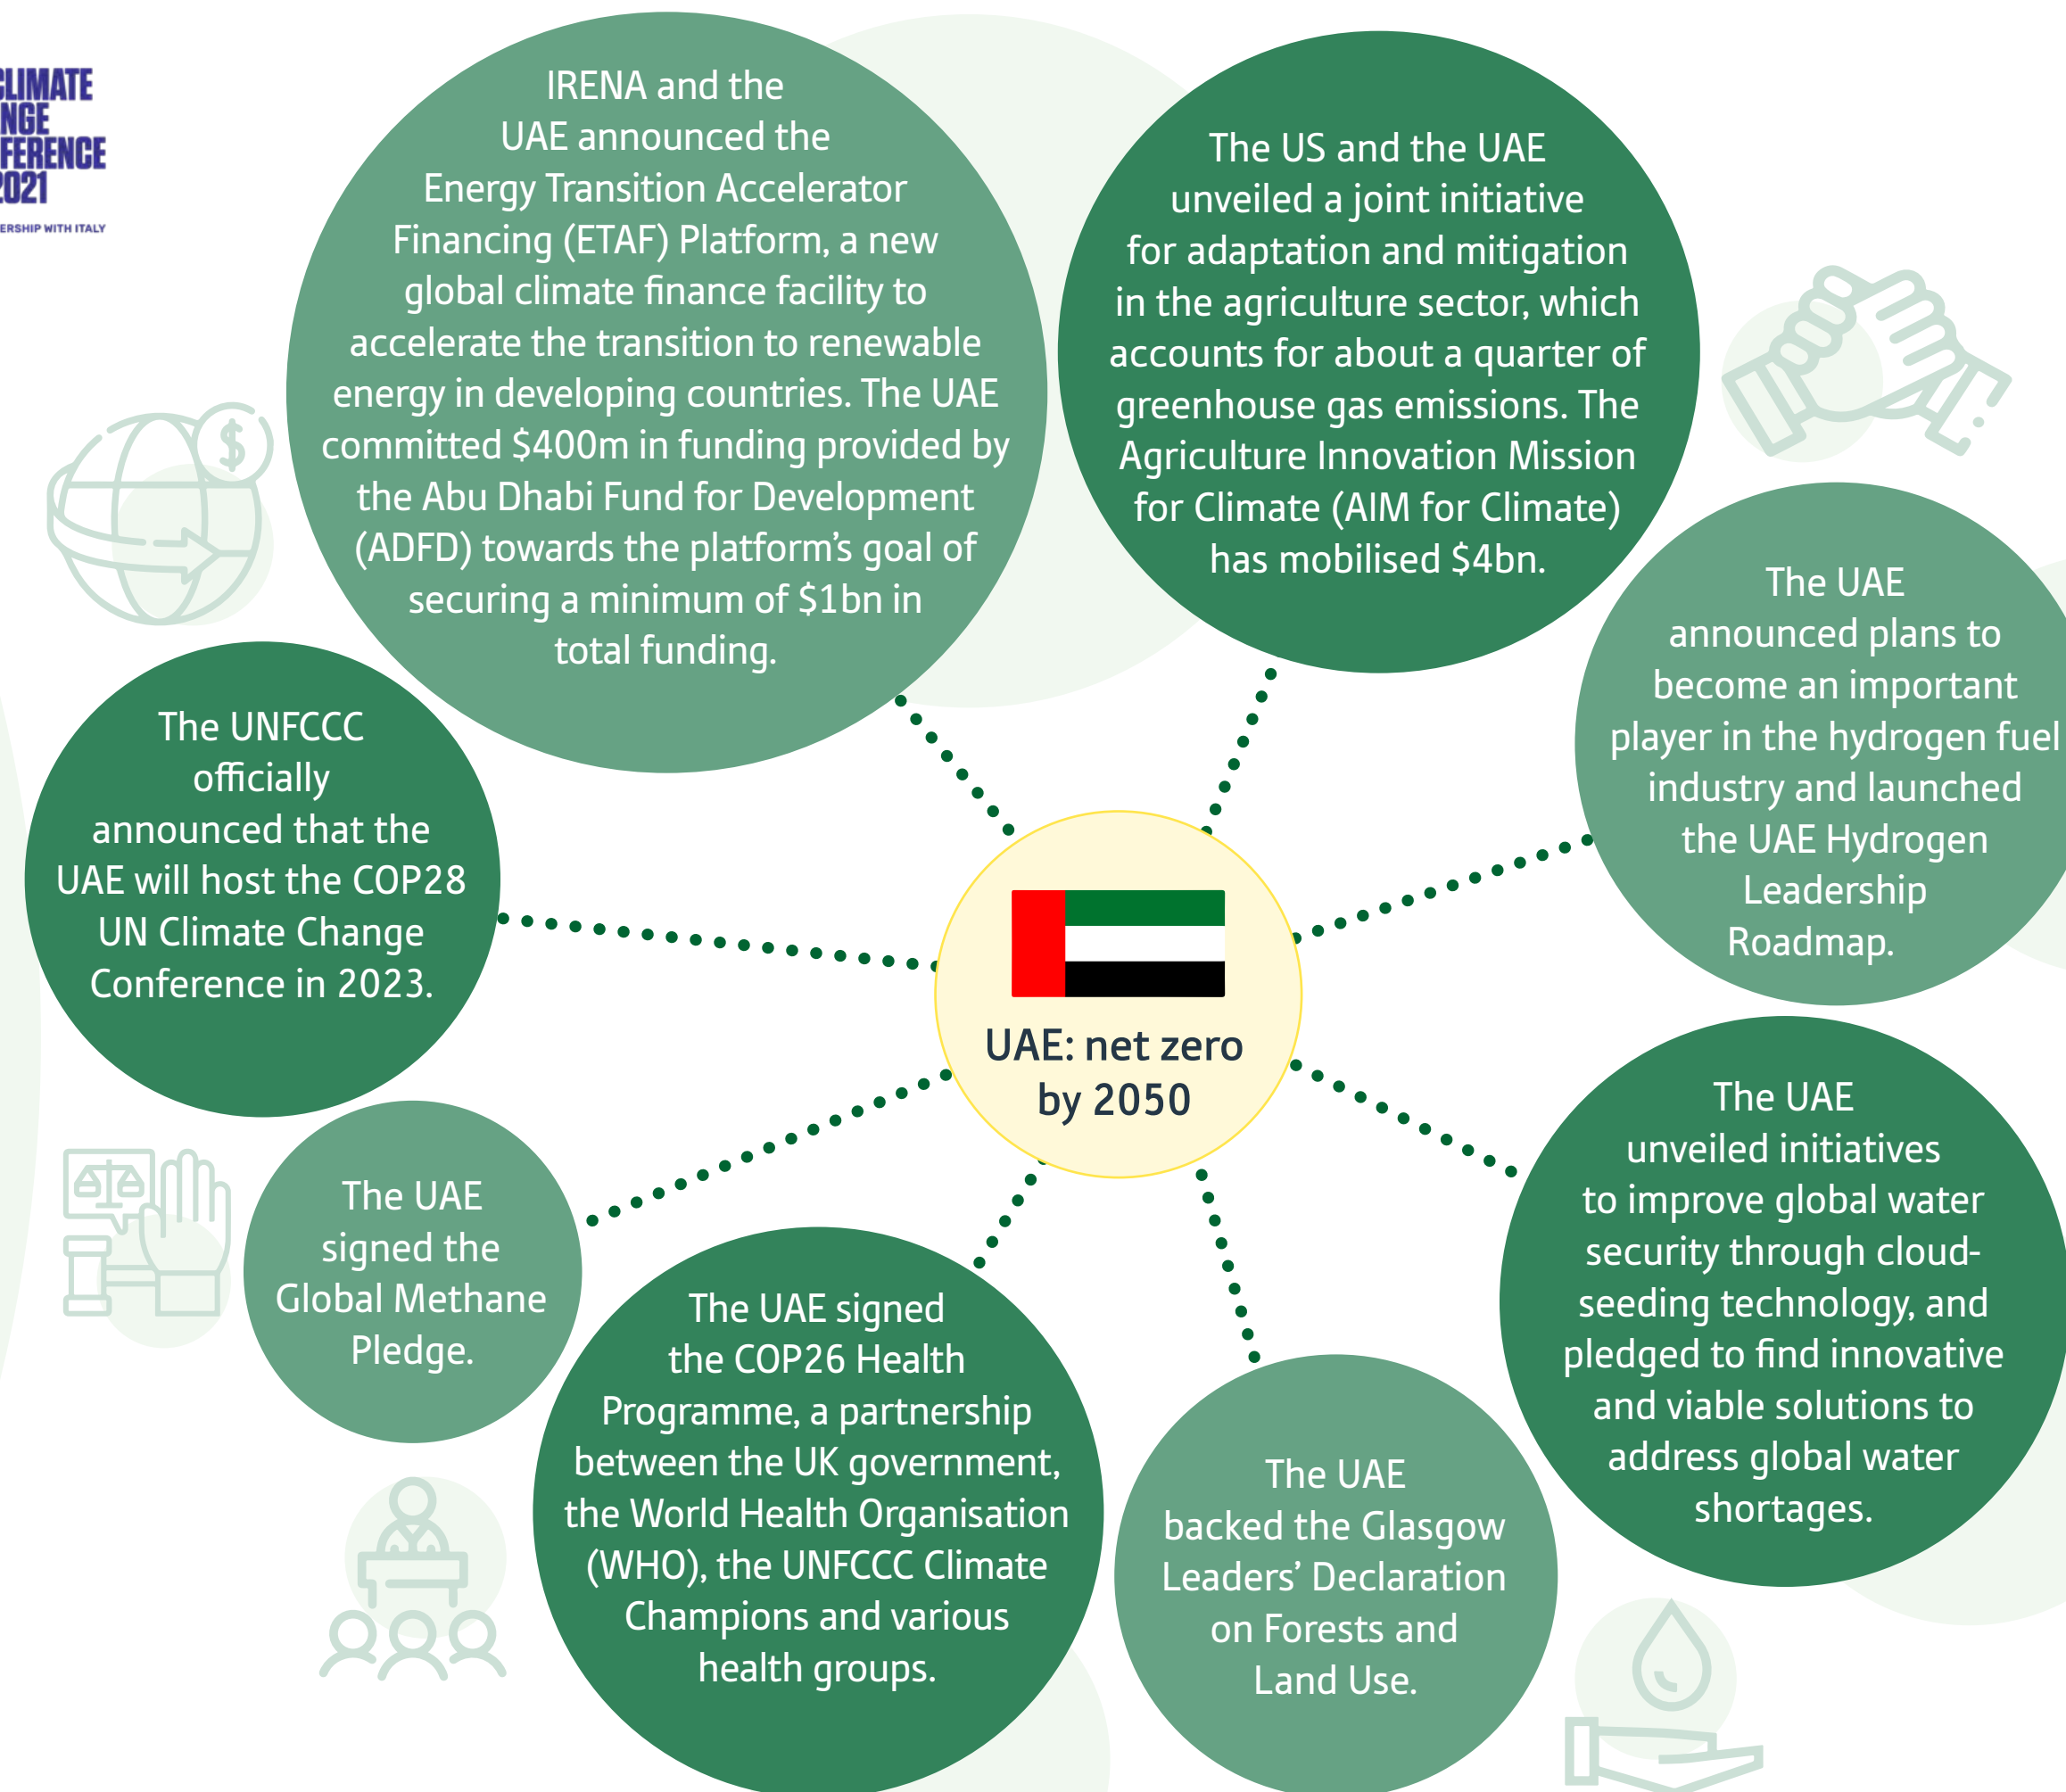 CLIMATE
NGE
FERENCE
2021
ERSHIP WITH ITALY
IRENA and the
UAE announced the
Energy Transition Accelerator
Financing (ETAF) Platform, a new
global climate finance facility to
accelerate the transition to renewable
energy in developing countries. The UAE
committed $400m in funding provided by
the Abu Dhabi Fund for Development
(ADFD) towards the platform’s goal of
securing a minimum of $1bn in
total funding.
The US and the UAE
unveiled a joint initiative
for adaptation and mitigation
in the agriculture sector, which
accounts for about a quarter of
greenhouse gas emissions. The
Agriculture Innovation Mission
for Climate (AIM for Climate)
has mobilised $4bn.
The UAE
announced plans to
become an important
player in the hydrogen fuel
industry and launched
the UAE Hydrogen
Leadership
Roadmap.
The UNFCCC
officially
announced that the
UAE will host the COP28
UN Climate Change
Conference in 2023.
UAE: net zero
by 2050
The UAE
unveiled initiatives
to improve global water
security through cloud-
seeding technology, and
pledged to find innovative
and viable solutions to
address global water
shortages.
The UAE
signed the
Global Methane
Pledge.
The UAE signed
the COP26 Health
Programme, a partnership
between the UK government,
the World Health Organisation
(WHO), the UNFCCC Climate
Champions and various
health groups.
The UAE
backed the Glasgow
Leaders’ Declaration
on Forests and
Land Use.
$